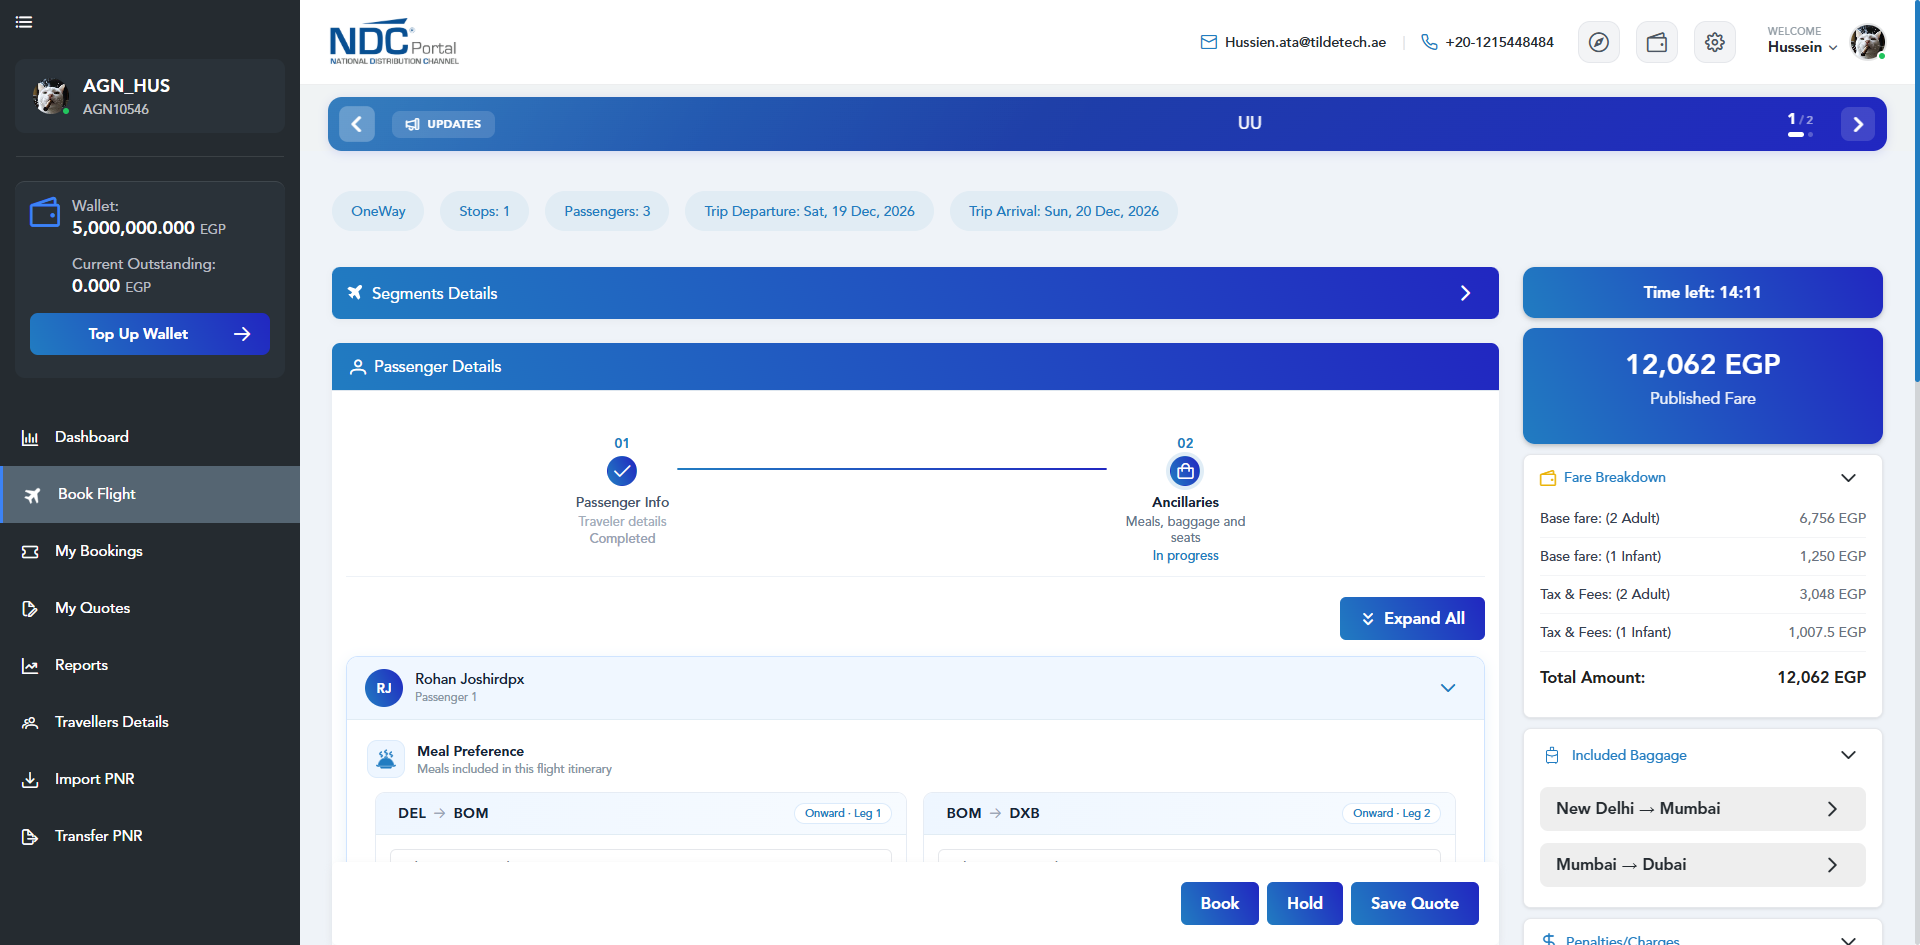 AGN_HUS
AGN10546
Wallet:
5,000,000.000 EGP
Current Outstanding:
0.000 EGP
Top Up Wallet
Dashboard
Book Flight
My Bookings
My Quotes
Reports
Travellers Details
Import PNR
Transfer PNR
NDC Portal
NATIONAL DISTRIBUTION CHANNEL
Hussien.ata@tildetech.ae
+20-1215448484
WELCOME
Hussein
UPDATES
UU
1 / 2
OneWay
Stops: 1
Passengers: 3
Trip Departure: Sat, 19 Dec, 2026
Trip Arrival: Sun, 20 Dec, 2026
Segments Details
Passenger Details
01
Passenger Info
Traveler details
Completed
02
Ancillaries
Meals, baggage and
seats
In progress
Expand All
RJ
Rohan Joshirdpx
Passenger 1
Meal Preference
Meals included in this flight itinerary
DEL → BOM
Onward · Leg 1
BOM → DXB
Onward · Leg 2
Book
Hold
Save Quote
Time left: 14:11
12,062 EGP
Published Fare
Fare Breakdown
Base fare: (2 Adult) 6,756 EGP
Base fare: (1 Infant) 1,250 EGP
Tax & Fees: (2 Adult) 3,048 EGP
Tax & Fees: (1 Infant) 1,007.5 EGP
Total Amount: 12,062 EGP
Included Baggage
New Delhi → Mumbai
Mumbai → Dubai
Penalties/Charges